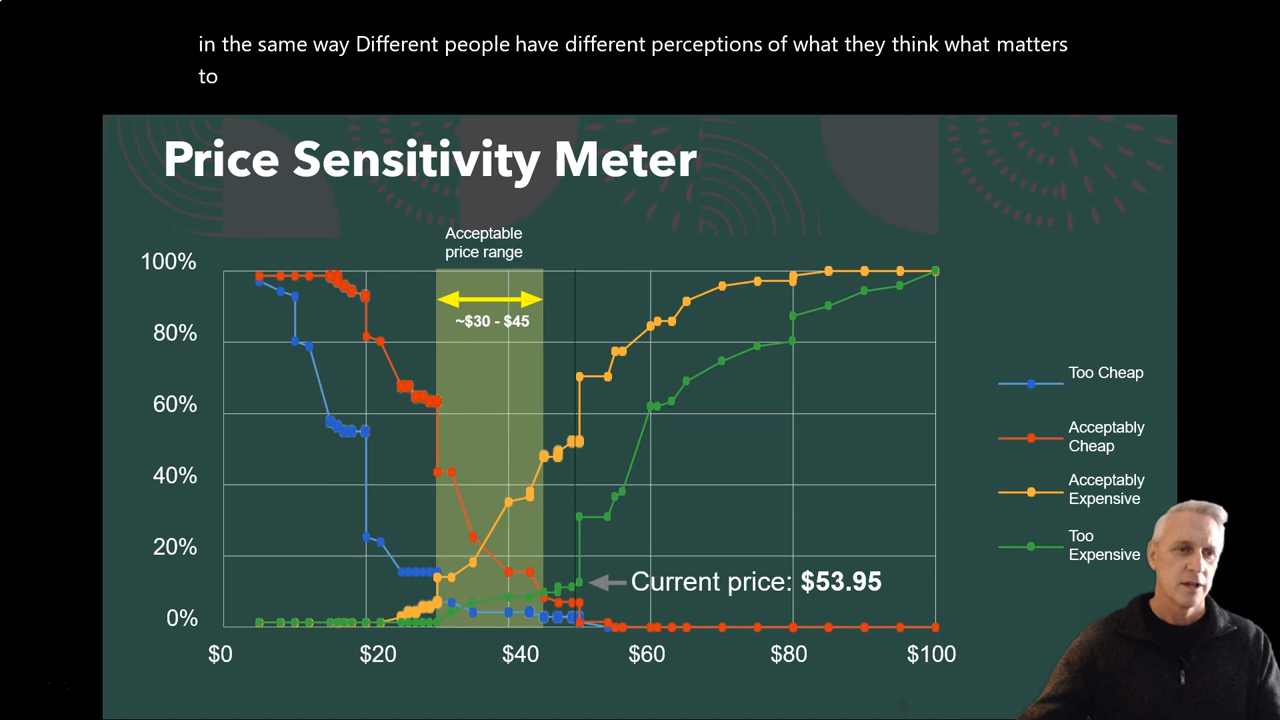 in the same way Different people have different perceptions of what they think what matters
to
Price Sensitivity Meter
Acceptable
price range
100%
~$30 - $45
80%
60%
40%
20%
0%
Current price: $53.95
$0
$20
$40
$60
$80
$100
Too Cheap
Acceptably
Cheap
Acceptably
Expensive
Too
Expensive